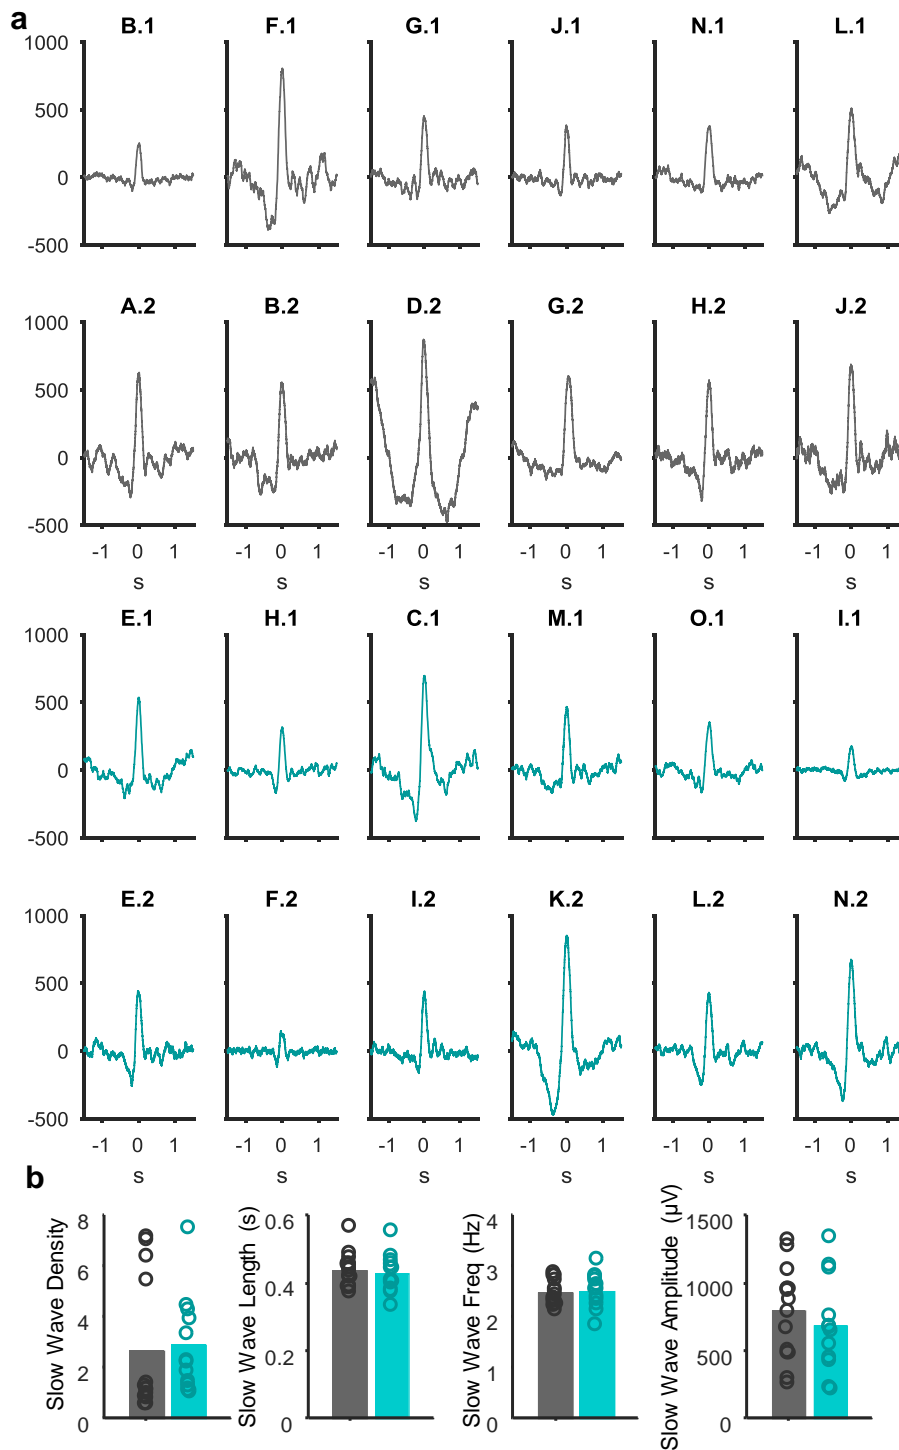 a
B.1 F.1 G.1 J.1 N.1 L.1
1000
500
0
-500
A.2 B.2 D.2 G.2 H.2 J.2
1000
500
0
-500
-1 0 1 -1 0 1 -1 0 1 -1 0 1 -1 0 1 -1 0 1
s s s s s s
E.1 H.1 C.1 M.1 O.1 I.1
1000
500
0
-500
E.2 F.2 I.2 K.2 L.2 N.2
1000
500
0
-500
-1 0 1 -1 0 1 -1 0 1 -1 0 1 -1 0 1 -1 0 1
s s s s s s
b
Slow Wave Density
8
6
4
2
0
Slow Wave Length (s)
0.6
0.4
0.2
0
Slow Wave Freq (Hz)
4
3
2
1
0
Slow Wave Amplitude (µV)
1500
1000
500
0